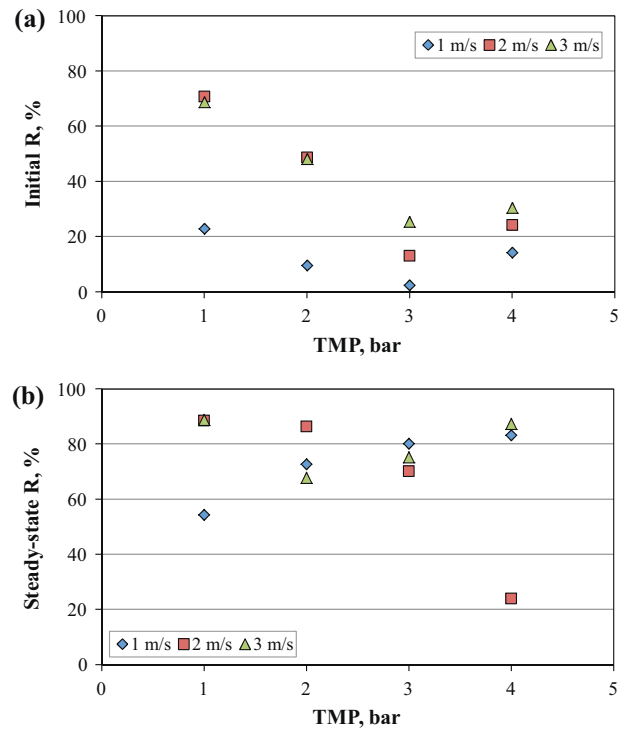 (a)
100
80
60
40
20
0
Initial R, %
1 m/s 2 m/s 3 m/s
0 1 2 3 4 5
TMP, bar
(b)
100
80
60
40
20
0
Steady-state R, %
1 m/s 2 m/s 3 m/s
0 1 2 3 4 5
TMP, bar